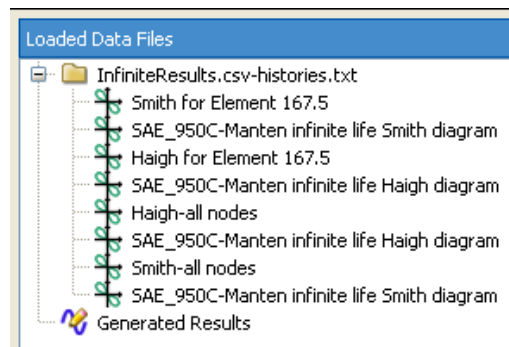 Loaded Data Files
InfiniteResults.csv-histories.txt
Smith for Element 167.5
SAE_950C-Manten infinite life Smith diagram
Haigh for Element 167.5
SAE_950C-Manten infinite life Haigh diagram
Haigh-all nodes
SAE_950C-Manten infinite life Haigh diagram
Smith-all nodes
SAE_950C-Manten infinite life Smith diagram
Generated Results